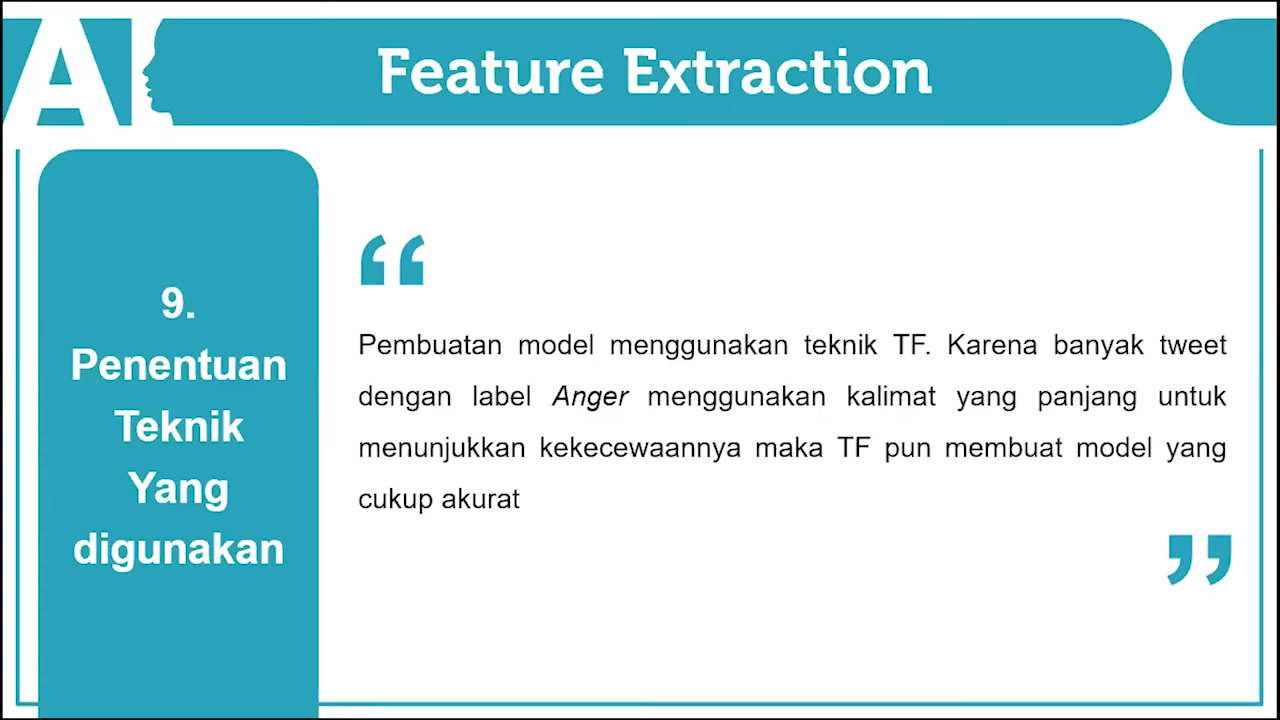 AI
Feature Extraction
9.
Penentuan
Teknik
Yang
digunakan
“
Pembuatan model menggunakan teknik TF. Karena banyak tweet
dengan label Anger menggunakan kalimat yang panjang untuk
menunjukkan kekecewaannya maka TF pun membuat model yang
cukup akurat
”